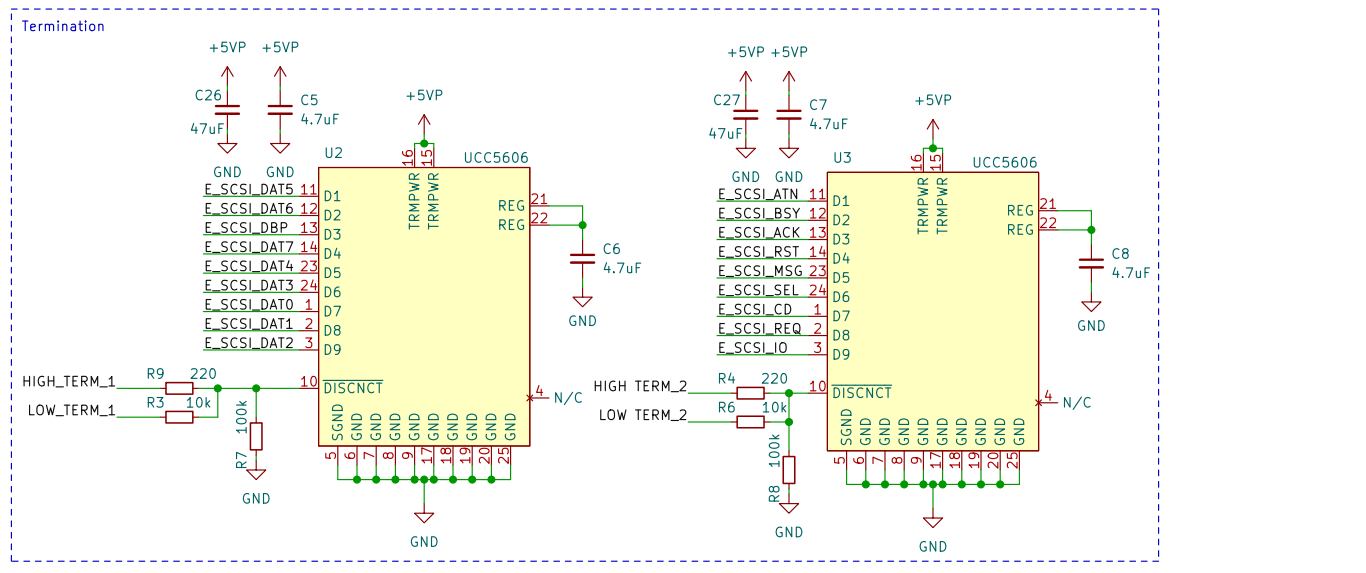 Termination
+5VP
+5VP
C26
47uF
GND
C5
4.7uF
GND
+5VP
U2
UCC5606
16
15
TRMPWR
TRMPWR
E_SCSI_DAT5 11 D1
E_SCSI_DAT6 12 D2
E_SCSI_DBP 13 D3
E_SCSI_DAT7 14 D4
E_SCSI_DAT4 23 D5
E_SCSI_DAT3 24 D6
E_SCSI_DAT0 1 D7
E_SCSI_DAT1 2 D8
E_SCSI_DAT2 3 D9
REG 21
REG 22
C6
4.7uF
GND
HIGH_TERM_1
R9 220
10 DISCNCT
LOW_TERM_1
R3 10k
100k
R7
GND
4 N/C
SGND GND GND GND GND GND GND GND GND GND
5 6 7 8 9 17 18 19 20 25
GND
+5VP
+5VP
C27
47uF
GND
C7
4.7uF
GND
+5VP
U3
UCC5606
16
15
TRMPWR
TRMPWR
E_SCSI_ATN 11 D1
E_SCSI_BSY 12 D2
E_SCSI_ACK 13 D3
E_SCSI_RST 14 D4
E_SCSI_MSG 23 D5
E_SCSI_SEL 24 D6
E_SCSI_CD 1 D7
E_SCSI_REQ 2 D8
E_SCSI_IO 3 D9
REG 21
REG 22
C8
4.7uF
GND
HIGH TERM_2
R4 220
10 DISCNCT
LOW TERM_2
R6 10k
100k
R8
GND
4 N/C
SGND GND GND GND GND GND GND GND GND GND
5 6 7 8 9 17 18 19 20 25
GND